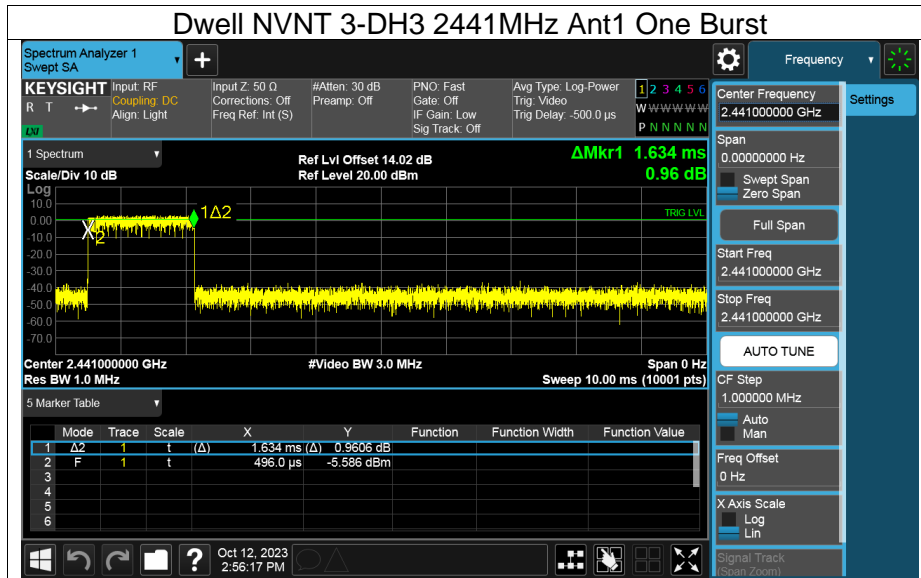 Dwell NVNT 3-DH3 2441MHz Ant1 One Burst
Spectrum Analyzer 1
Swept SA
+
Frequency
KEYSIGHT
R T
LXI
Input: RF
Coupling: DC
Align: Light
Input Z: 50 Ω
Corrections: Off
Freq Ref: Int (S)
#Atten: 30 dB
Preamp: Off
PNO: Fast
Gate: Off
IF Gain: Low
Sig Track: Off
Avg Type: Log-Power
Trig: Video
Trig Delay: -500.0 µs
1 2 3 4 5 6
W W W W W W
P N N N N N
1 Spectrum
Scale/Div 10 dB
Ref Lvl Offset 14.02 dB
Ref Level 20.00 dBm
ΔMkr1 1.634 ms
0.96 dB
Log
10.0
0.00
-10.0
-20.0
-30.0
-40.0
-50.0
-60.0
-70.0
1Δ2
2
TRIG LVL
Center 2.441000000 GHz
Res BW 1.0 MHz
#Video BW 3.0 MHz
Span 0 Hz
Sweep 10.00 ms (10001 pts)
5 Marker Table
Mode Trace Scale X Y Function Function Width Function Value
1 Δ2 1 t (Δ) 1.634 ms (Δ) 0.9606 dB
2 F 1 t 496.0 µs -5.586 dBm
3
4
5
6
?
Oct 12, 2023
2:56:17 PM
Center Frequency
2.441000000 GHz
Span
0.00000000 Hz
Swept Span
Zero Span
Full Span
Start Freq
2.441000000 GHz
Stop Freq
2.441000000 GHz
AUTO TUNE
CF Step
1.000000 MHz
Auto
Man
Freq Offset
0 Hz
X Axis Scale
Log
Lin
Signal Track
(Span Zoom)
Settings